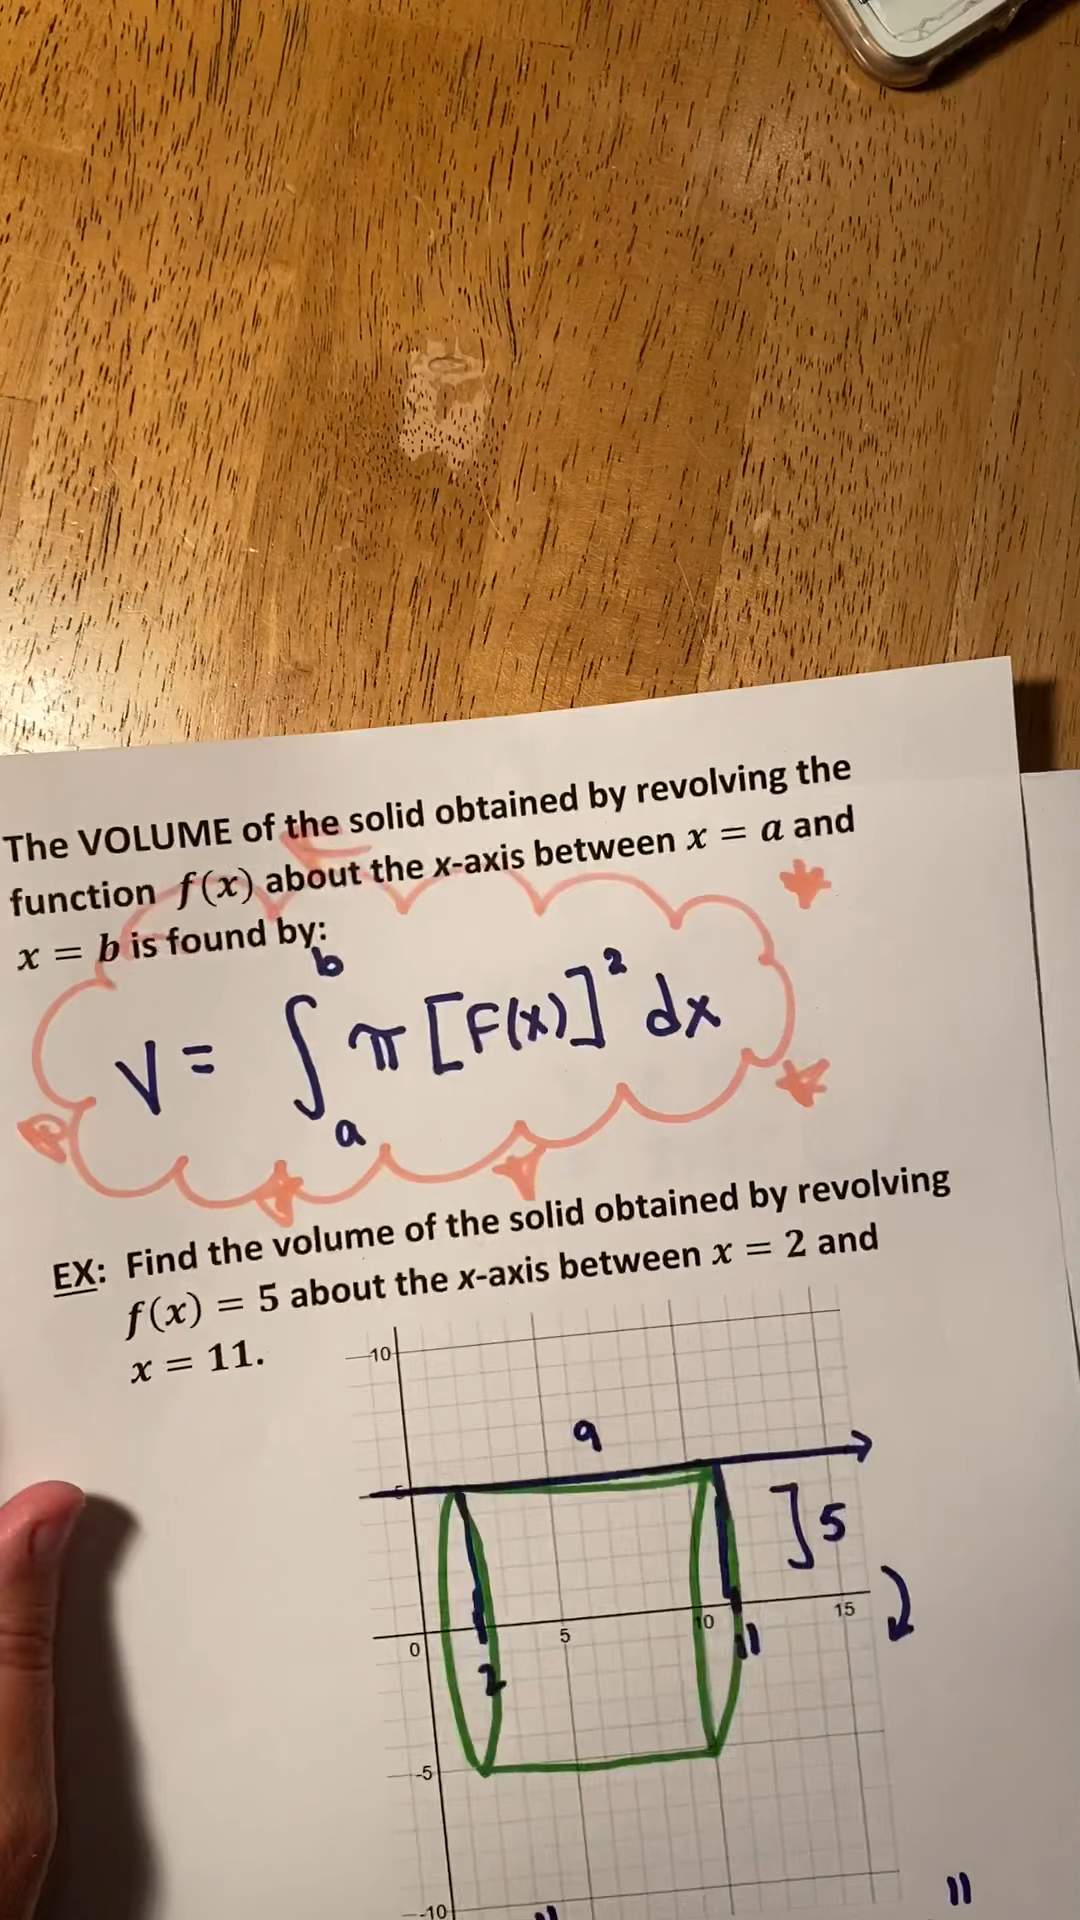 The VOLUME of the solid obtained by revolving the
function f(x) about the x-axis between x = a and
x = b is found by:
V = ∫ₐᵇ π [F(x)]² dx
EX: Find the volume of the solid obtained by revolving
f(x) = 5 about the x-axis between x = 2 and
x = 11.
10
9
5
]5
0
5
10
15
2
11
-5
-10
11